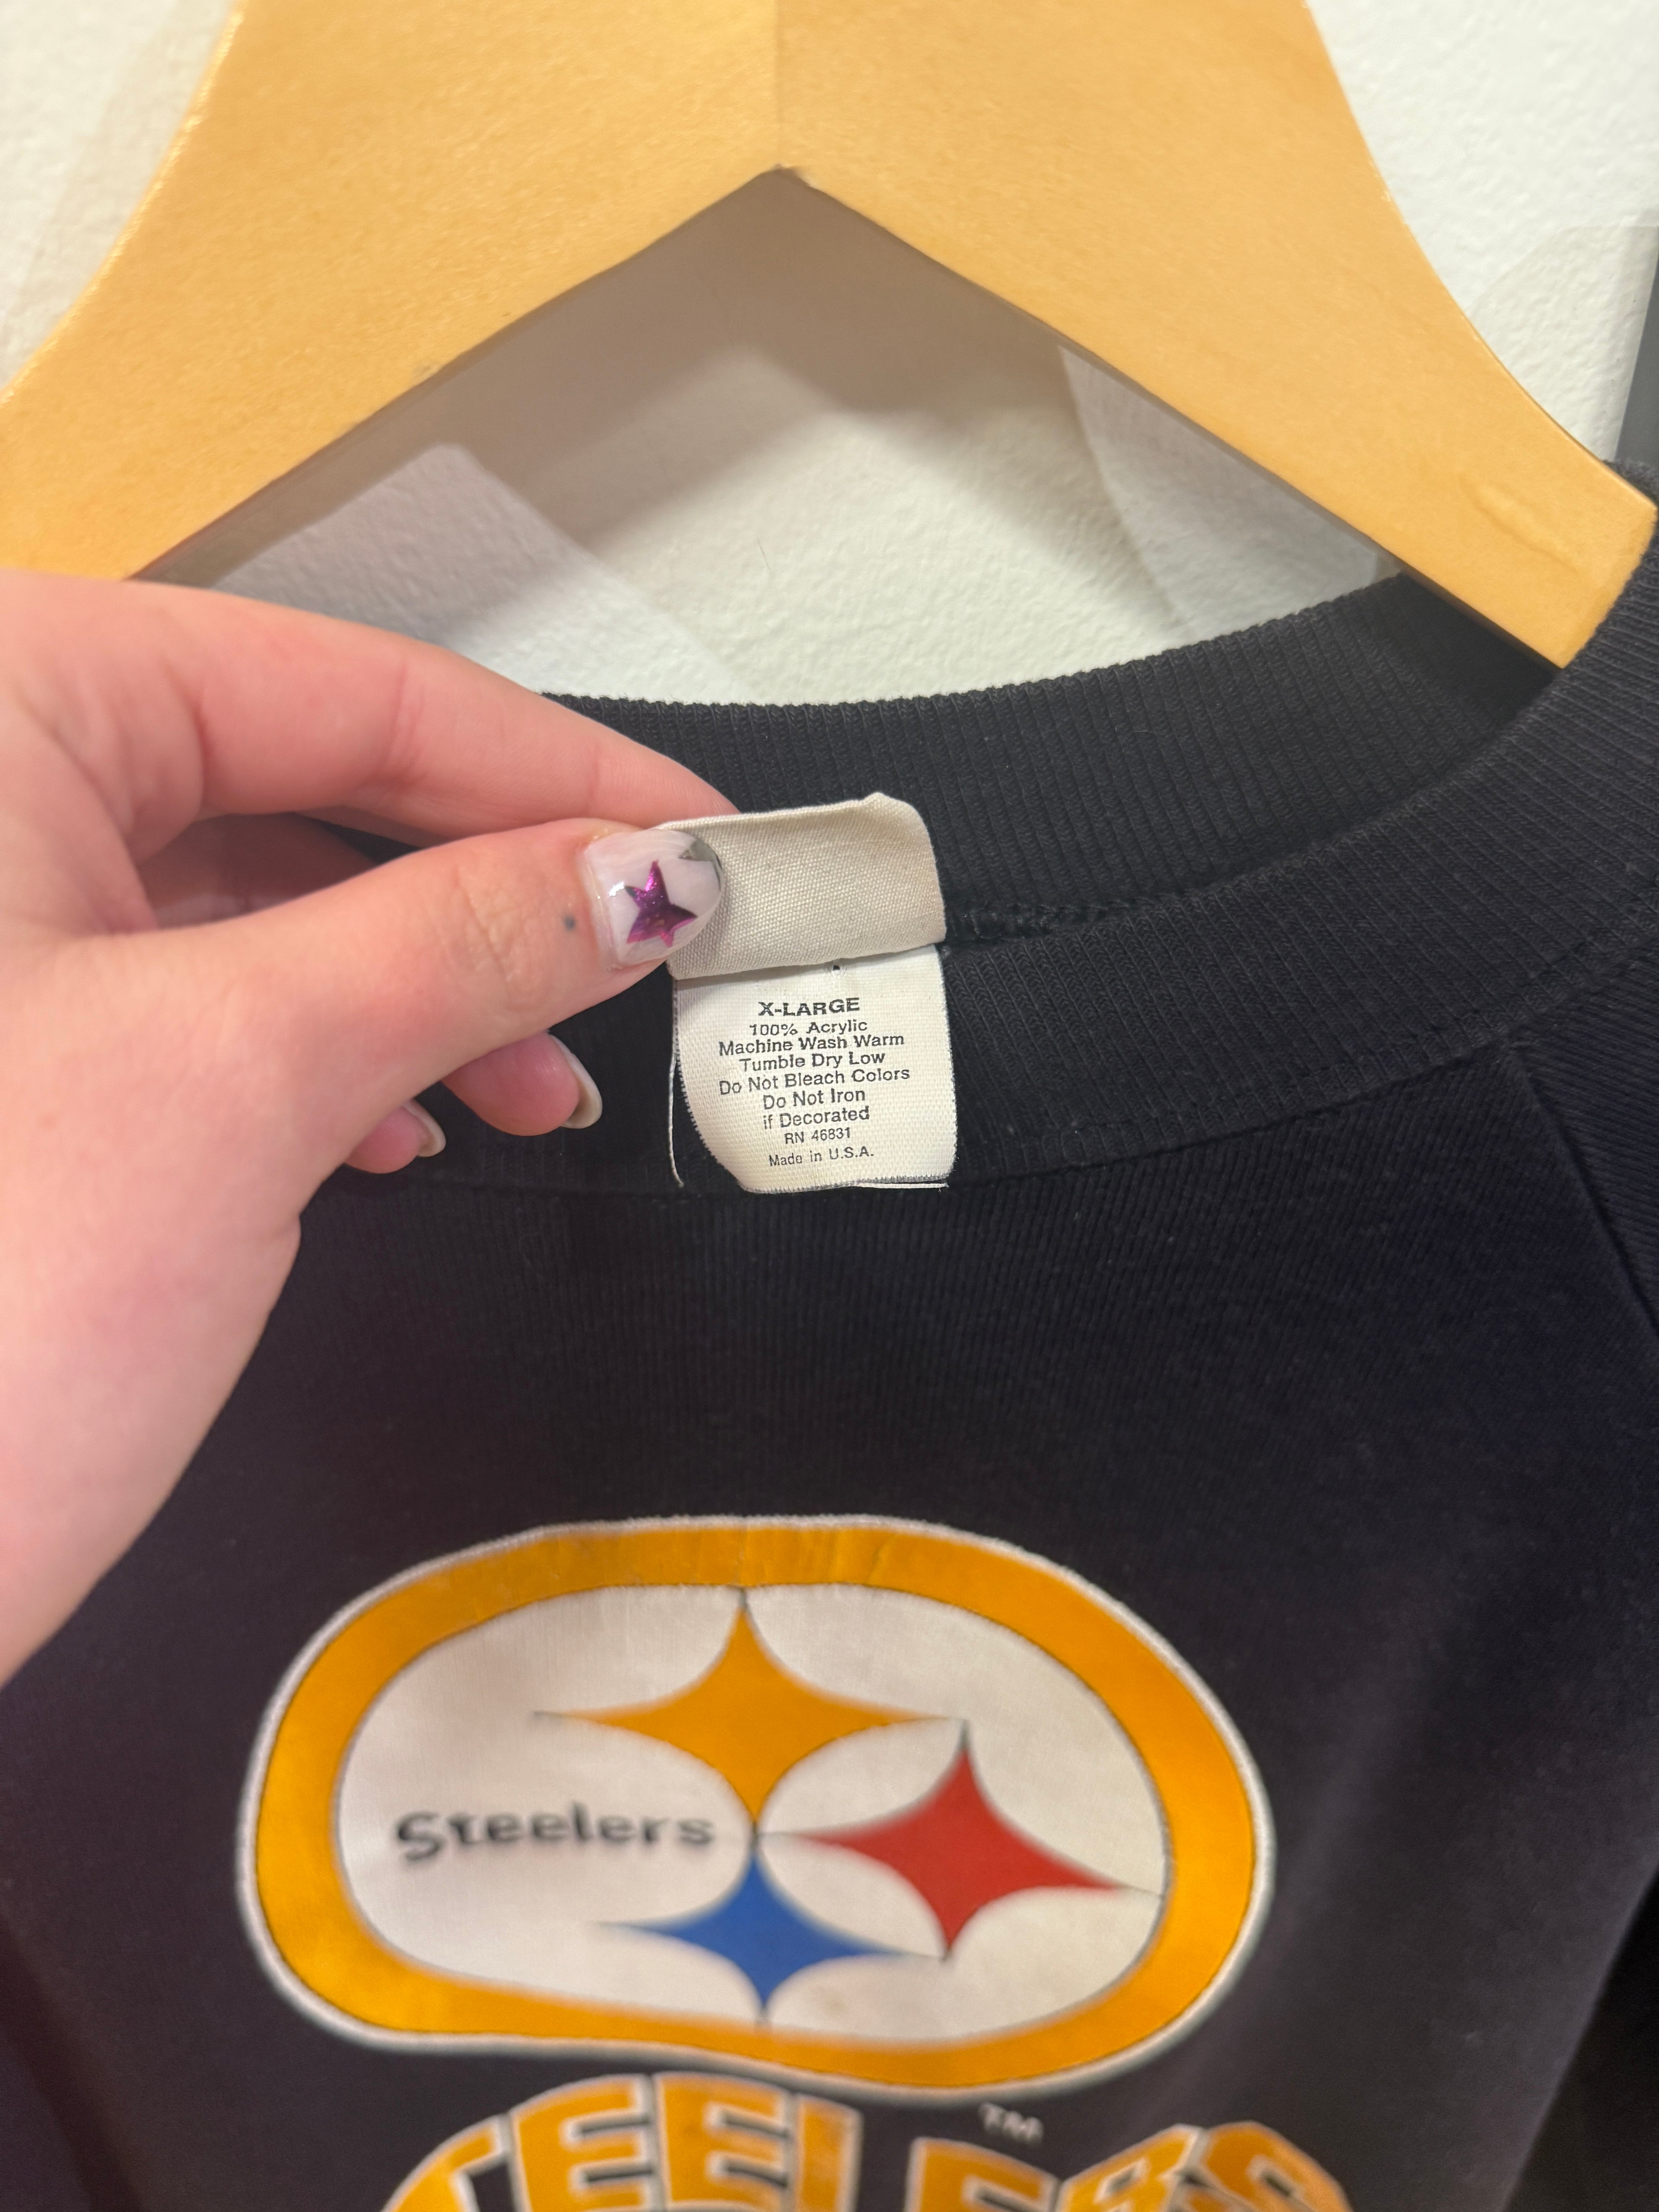 X-LARGE
100% Acrylic
Machine Wash Warm
Tumble Dry Low
Do Not Bleach Colors
Do Not Iron
if Decorated
RN 46831
Made in U.S.A.
Steelers
TM
STEELERS